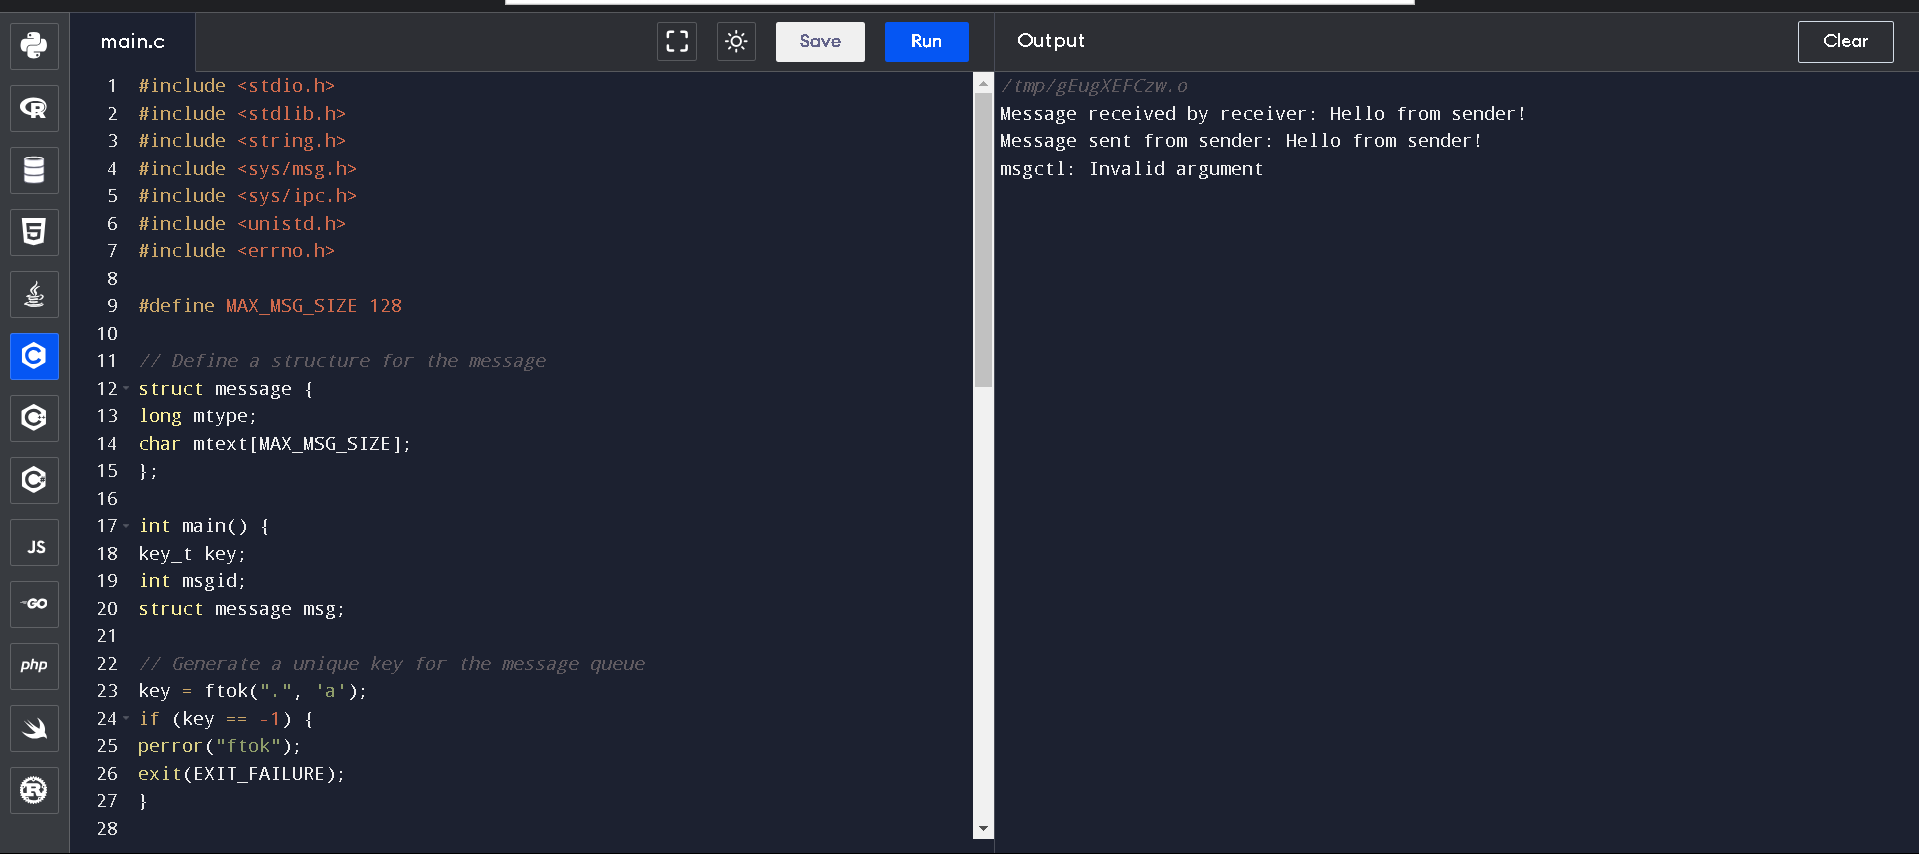 main.c
Save
Run
Output
Clear
1 #include <stdio.h>
2 #include <stdlib.h>
3 #include <string.h>
4 #include <sys/msg.h>
5 #include <sys/ipc.h>
6 #include <unistd.h>
7 #include <errno.h>
8
9 #define MAX_MSG_SIZE 128
10
11 // Define a structure for the message
12 struct message {
13 long mtype;
14 char mtext[MAX_MSG_SIZE];
15 };
16
17 int main() {
18 key_t key;
19 int msgid;
20 struct message msg;
21
22 // Generate a unique key for the message queue
23 key = ftok(".", 'a');
24 if (key == -1) {
25 perror("ftok");
26 exit(EXIT_FAILURE);
27 }
28
/tmp/gEugXEFCzw.o
Message received by receiver: Hello from sender!
Message sent from sender: Hello from sender!
msgctl: Invalid argument
R
5
C
C++
C#
JS
GO
php
R